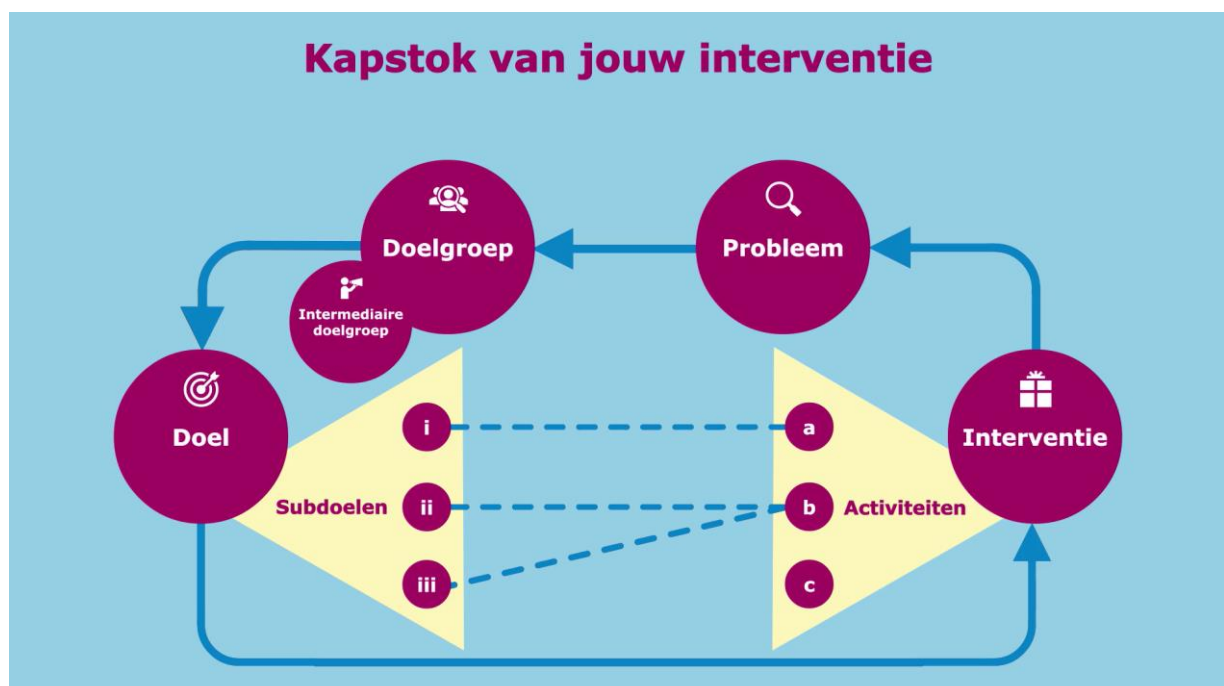 Kapstok van jouw interventie
Doelgroep
Probleem
Intermediaire
doelgroep
Doel
Interventie
Subdoelen
i
ii
iii
a
b
c
Activiteiten